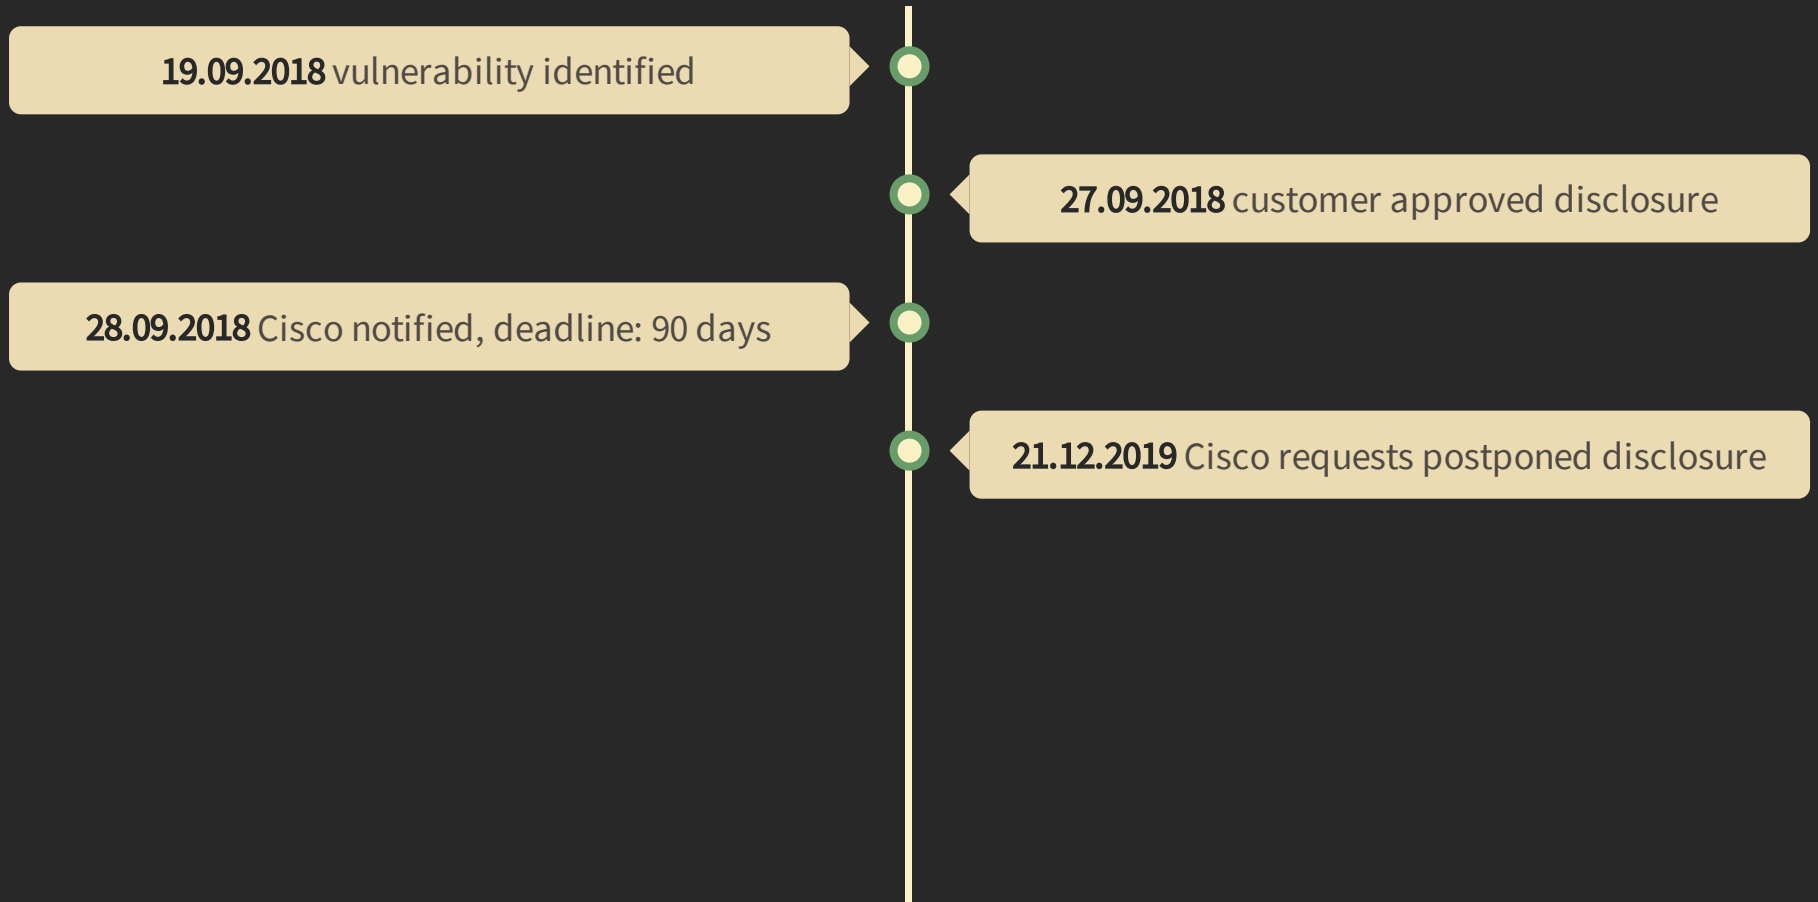 19.09.2018 vulnerability identified
27.09.2018 customer approved disclosure
28.09.2018 Cisco notified, deadline: 90 days
21.12.2019 Cisco requests postponed disclosure